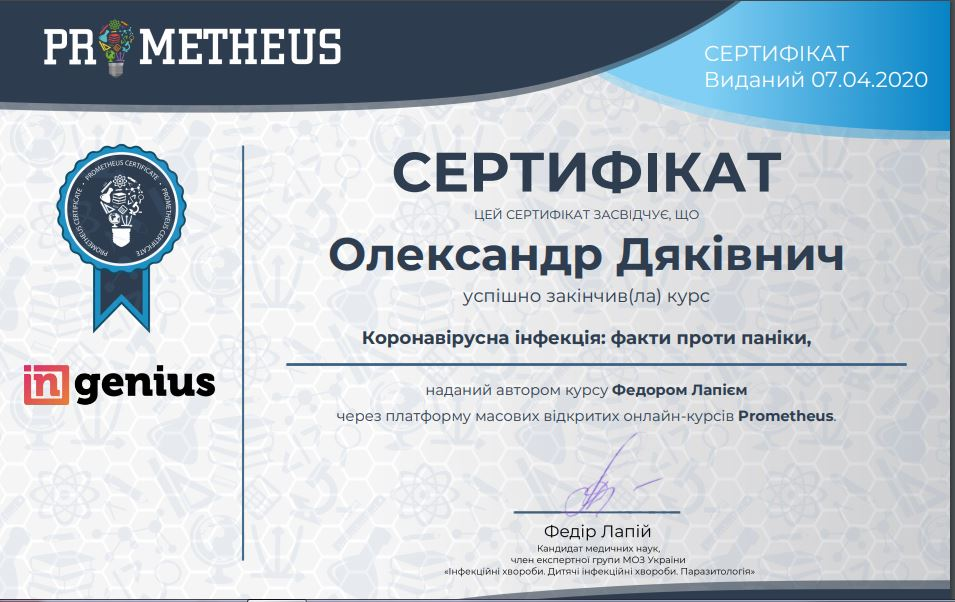 PROMETHEUS
СЕРТИФІКАТ
Виданий 07.04.2020
PROMETHEUS CERTIFICATE • PROMETHEUS CERTIFICATE • PROMETHEUS CERTIFICATE •
ingenius
СЕРТИФІКАТ
ЦЕЙ СЕРТИФІКАТ ЗАСВІДЧУЄ, ЩО
Олександр Дяківнич
успішно закінчив(ла) курс
Коронавірусна інфекція: факти проти паніки,
наданий автором курсу Федором Лапієм
через платформу масових відкритих онлайн-курсів Prometheus.
Федір Лапій
Кандидат медичних наук,
член експертної групи МОЗ України
«Інфекційні хвороби. Дитячі інфекційні хвороби. Паразитологія»